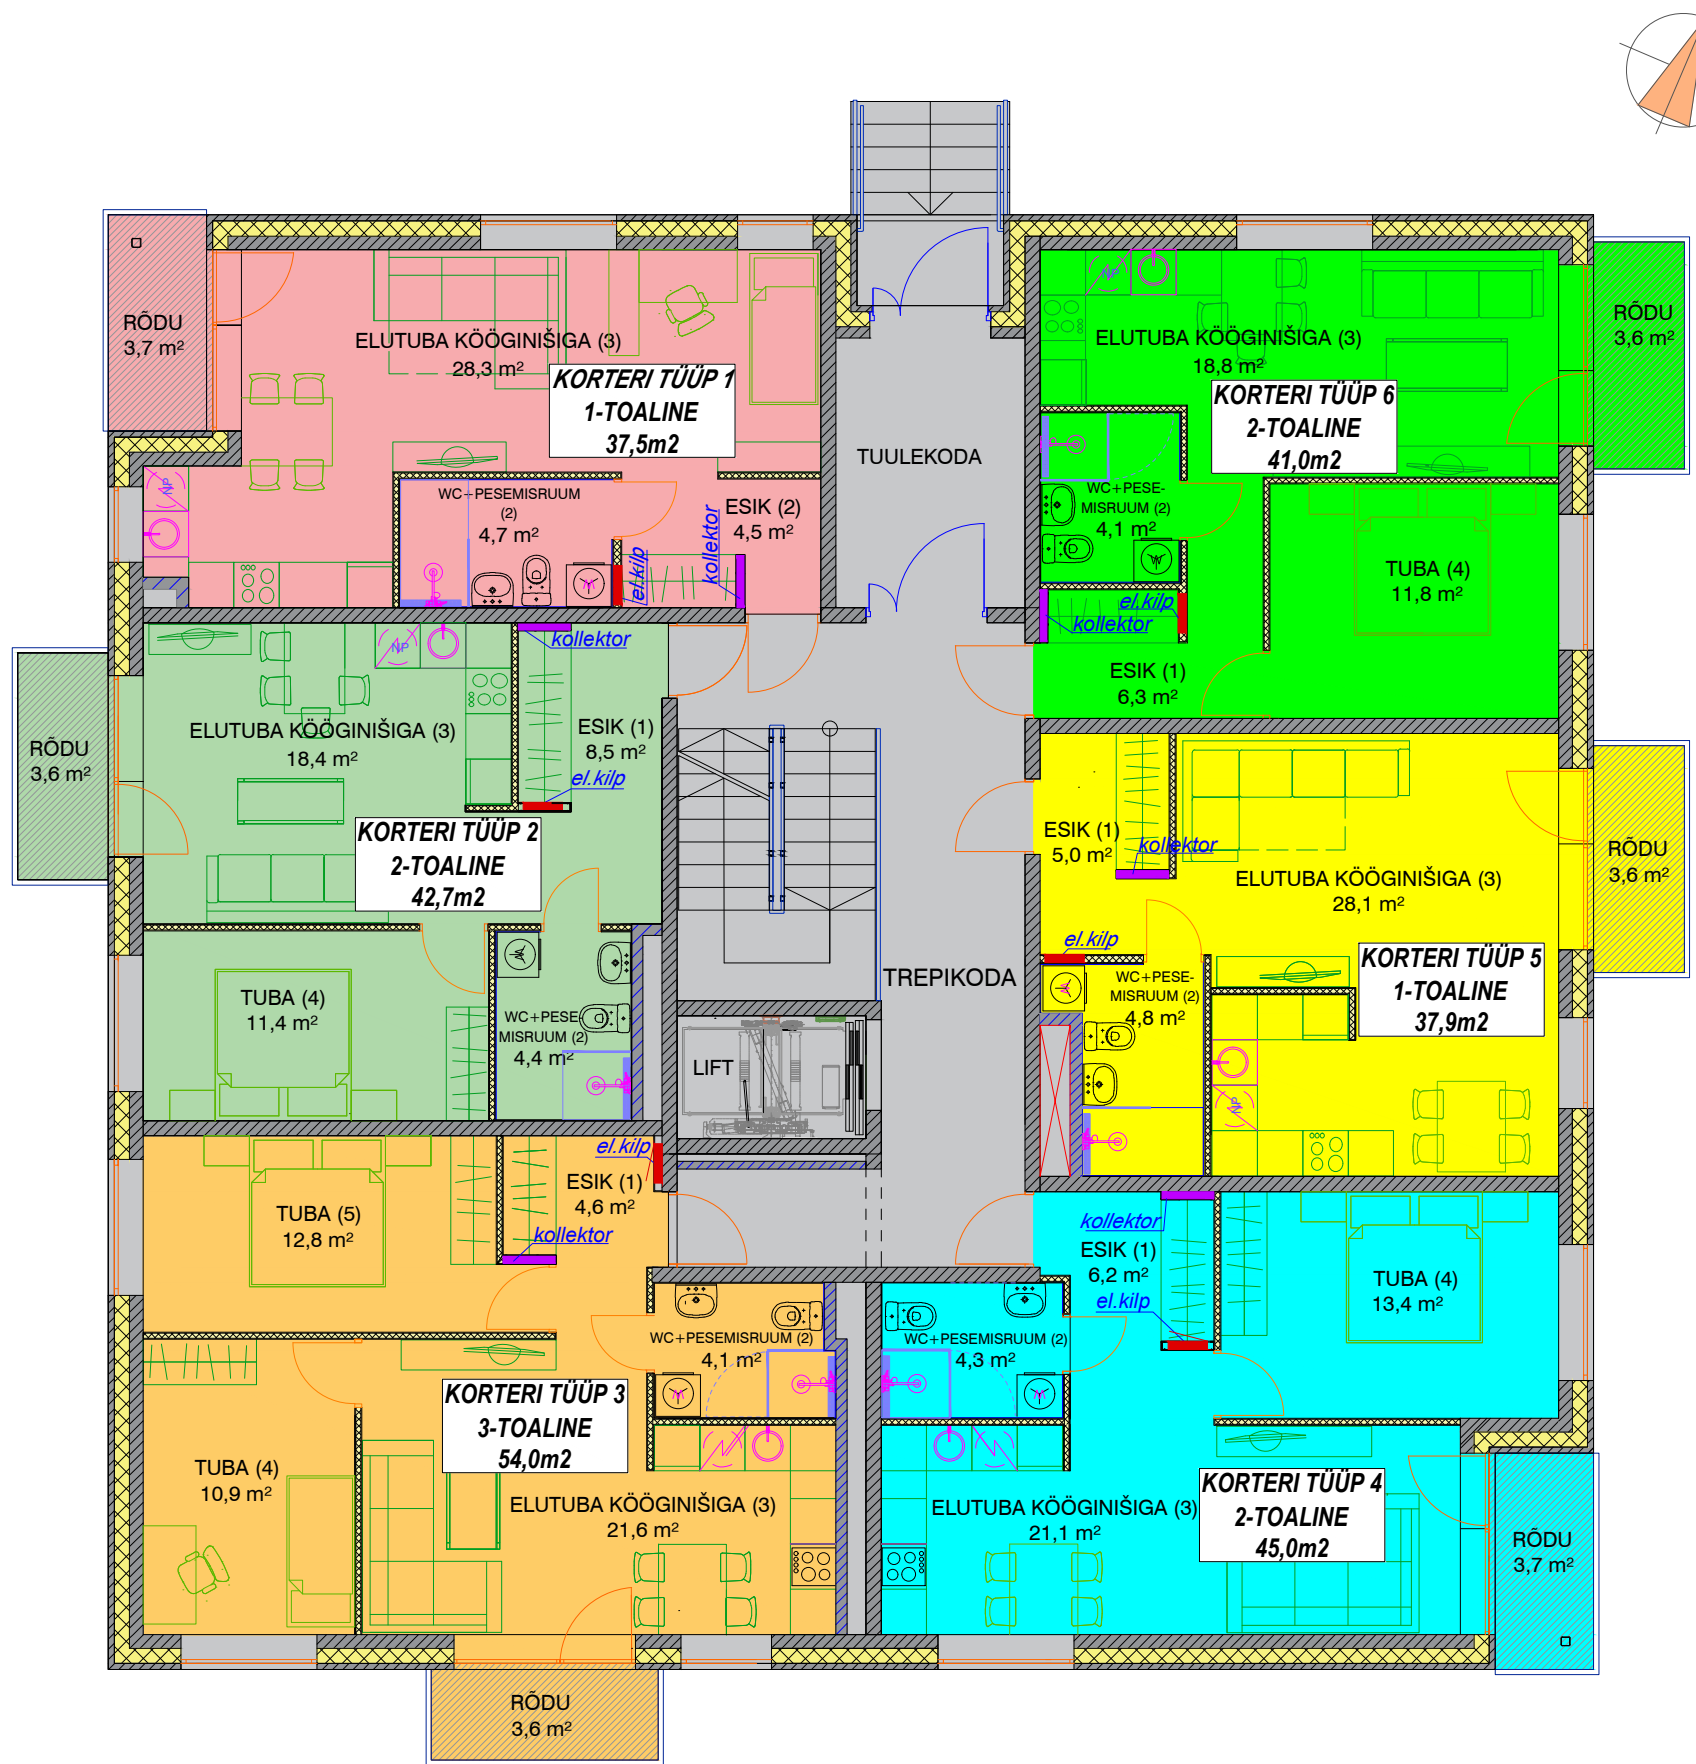 RÕDU
3,7 m²
ELUTUBA KÖÖGINIŠIGA (3)
28,3 m²
KORTERI TÜÜP 1
1-TOALINE
37,5m2
NP
WC+PESEMISRUUM
(2)
4,7 m²
ESIK (2)
4,5 m²
el.kilp
kollektor
TUULEKODA
NP
ELUTUBA KÖÖGINIŠIGA (3)
18,8 m²
KORTERI TÜÜP 6
2-TOALINE
41,0m2
RÕDU
3,6 m²
WC+PESE-
MISRUUM (2)
4,1 m²
TUBA (4)
11,8 m²
el.kilp
kollektor
ESIK (1)
6,3 m²
RÕDU
3,6 m²
NP
kollektor
ELUTUBA KÖÖGINIŠIGA (3)
18,4 m²
ESIK (1)
8,5 m²
el.kilp
KORTERI TÜÜP 2
2-TOALINE
42,7m2
TUBA (4)
11,4 m²
WC+PESE-
MISRUUM (2)
4,4 m²
TREPIKODA
LIFT
ESIK (1)
5,0 m²
kollektor
ELUTUBA KÖÖGINIŠIGA (3)
28,1 m²
RÕDU
3,6 m²
el.kilp
WC+PESE-
MISRUUM (2)
4,8 m²
KORTERI TÜÜP 5
1-TOALINE
37,9m2
NP
TUBA (5)
12,8 m²
el.kilp
ESIK (1)
4,6 m²
kollektor
WC+PESEMISRUUM (2)
4,1 m²
KORTERI TÜÜP 3
3-TOALINE
54,0m2
TUBA (4)
10,9 m²
ELUTUBA KÖÖGINIŠIGA (3)
21,6 m²
RÕDU
3,6 m²
kollektor
ESIK (1)
6,2 m²
el.kilp
TUBA (4)
13,4 m²
WC+PESEMISRUUM (2)
4,3 m²
ELUTUBA KÖÖGINIŠIGA (3)
21,1 m²
KORTERI TÜÜP 4
2-TOALINE
45,0m2
RÕDU
3,7 m²